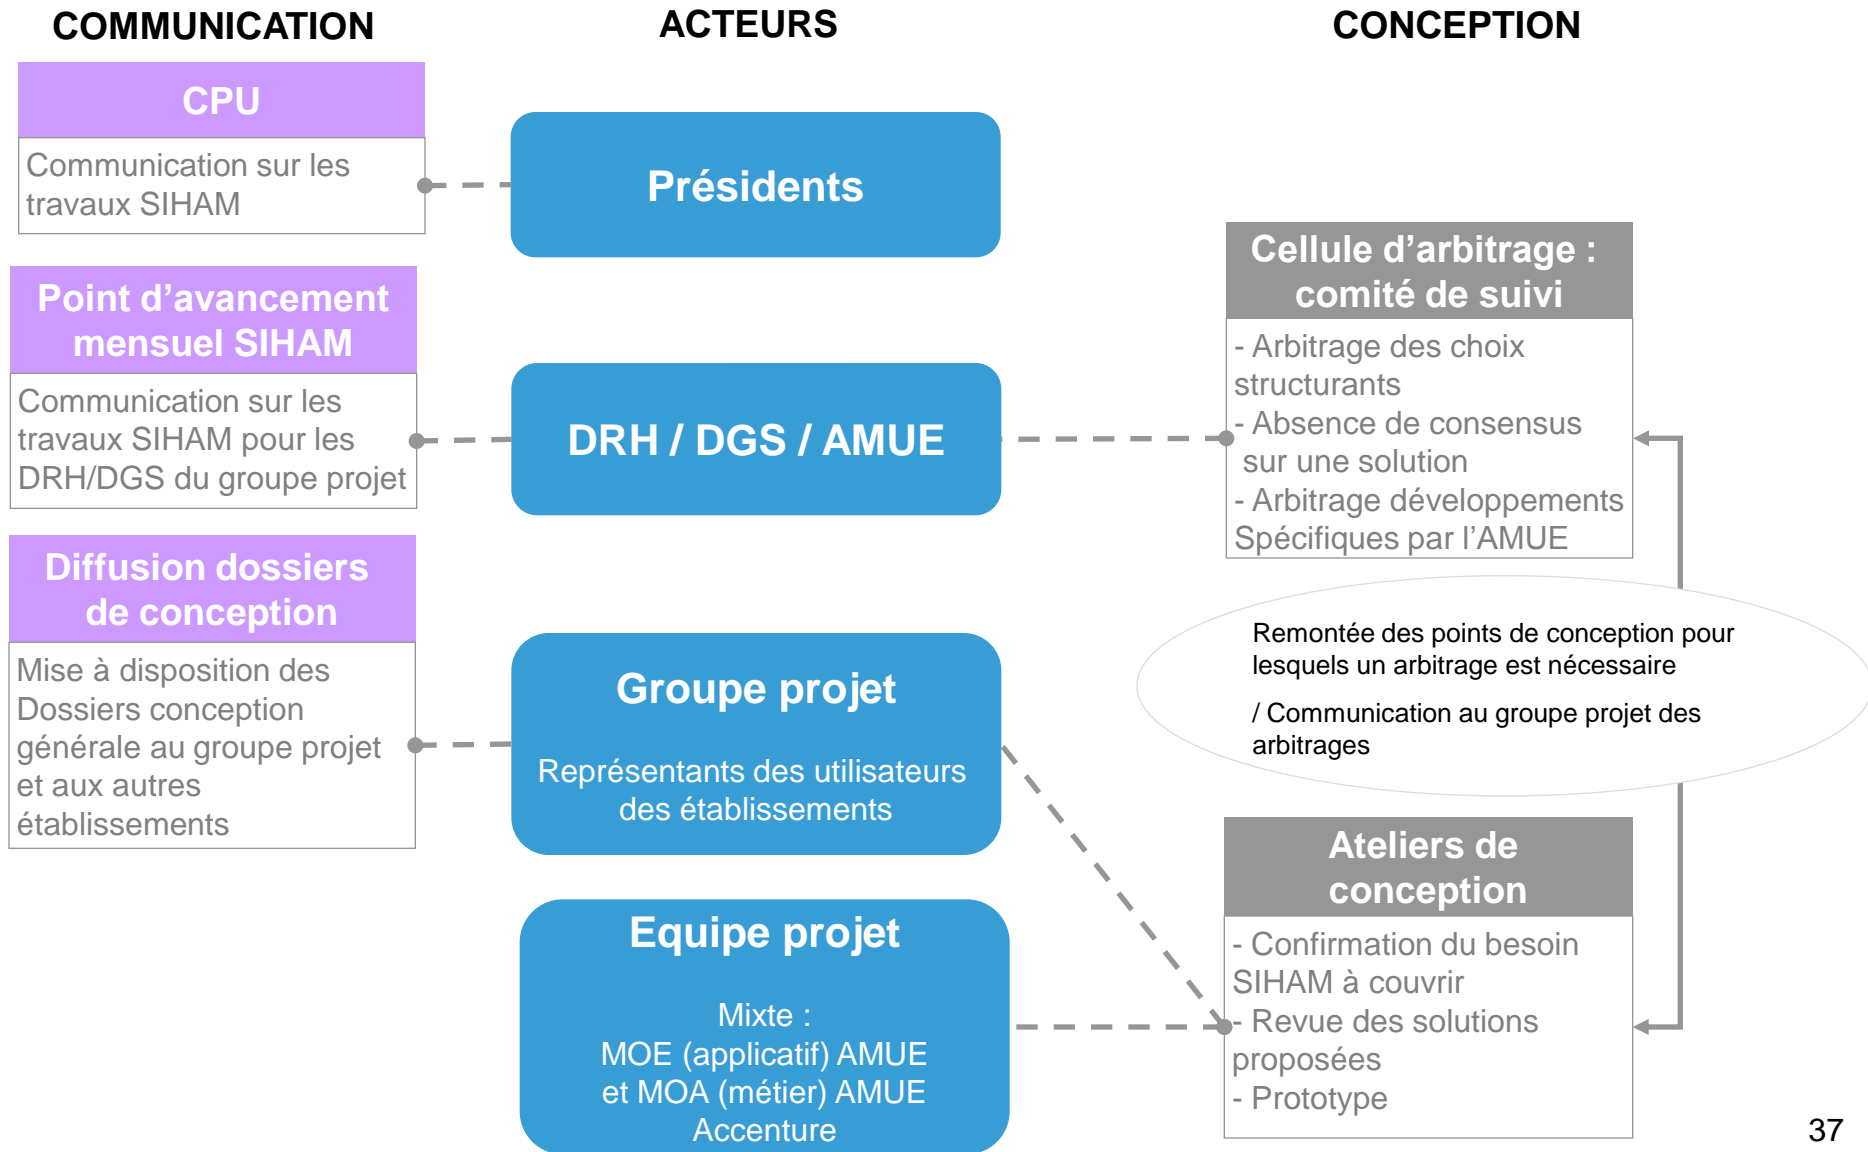 COMMUNICATION
ACTEURS
CONCEPTION
CPU
Communication sur les
travaux SIHAM
Point d’avancement
mensuel SIHAM
Communication sur les
travaux SIHAM pour les
DRH/DGS du groupe projet
Diffusion dossiers
de conception
Mise à disposition des
Dossiers conception
générale au groupe projet
et aux autres
établissements
Présidents
DRH / DGS / AMUE
Groupe projet
Représentants des utilisateurs
des établissements
Equipe projet
Mixte :
MOE (applicatif) AMUE
et MOA (métier) AMUE
Accenture
Cellule d’arbitrage :
comité de suivi
- Arbitrage des choix
structurants
- Absence de consensus
sur une solution
- Arbitrage développements
Spécifiques par l’AMUE
Remontée des points de conception pour
lesquels un arbitrage est nécessaire
/ Communication au groupe projet des
arbitrages
Ateliers de
conception
- Confirmation du besoin
SIHAM à couvrir
- Revue des solutions
proposées
- Prototype
37